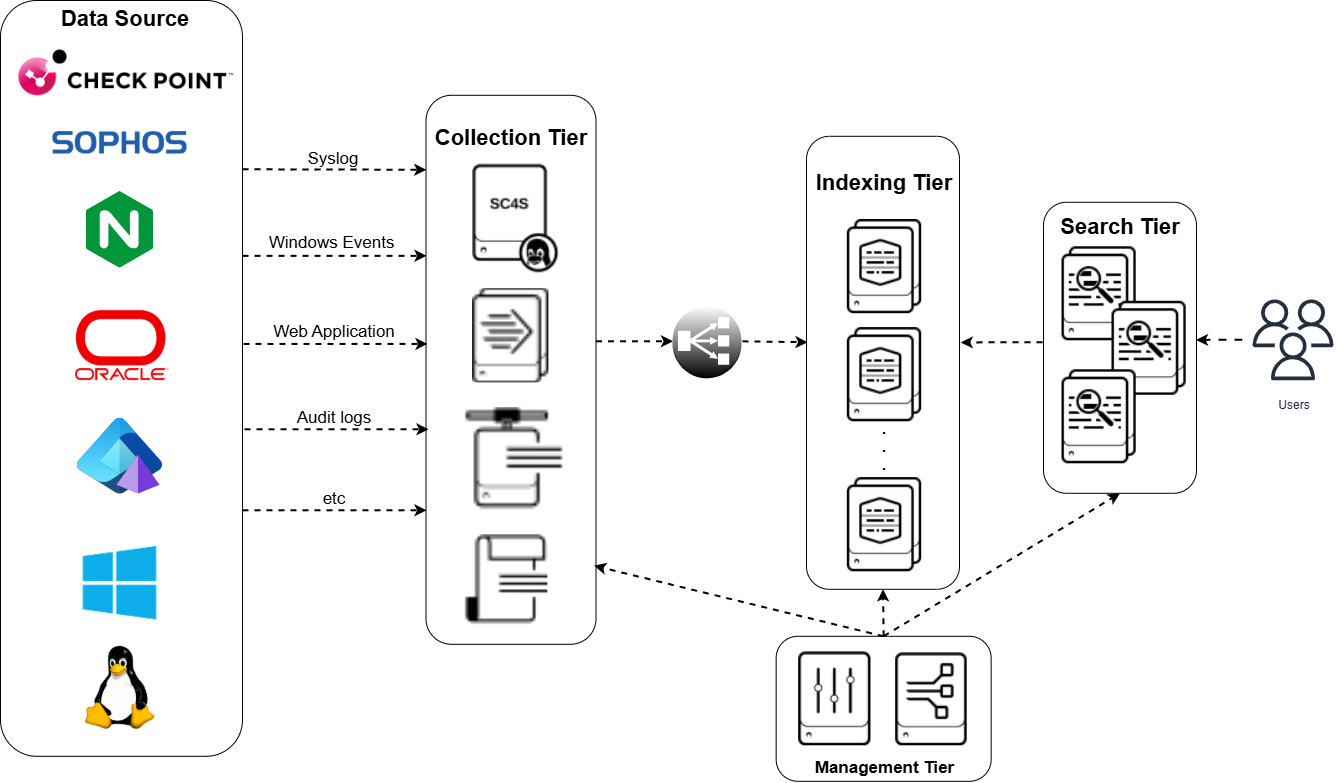 Data Source
CHECK POINT™
SOPHOS
N
ORACLE
Syslog
Windows Events
Web Application
Audit logs
etc
Collection Tier
SC4S
Indexing Tier
Search Tier
Users
Management Tier